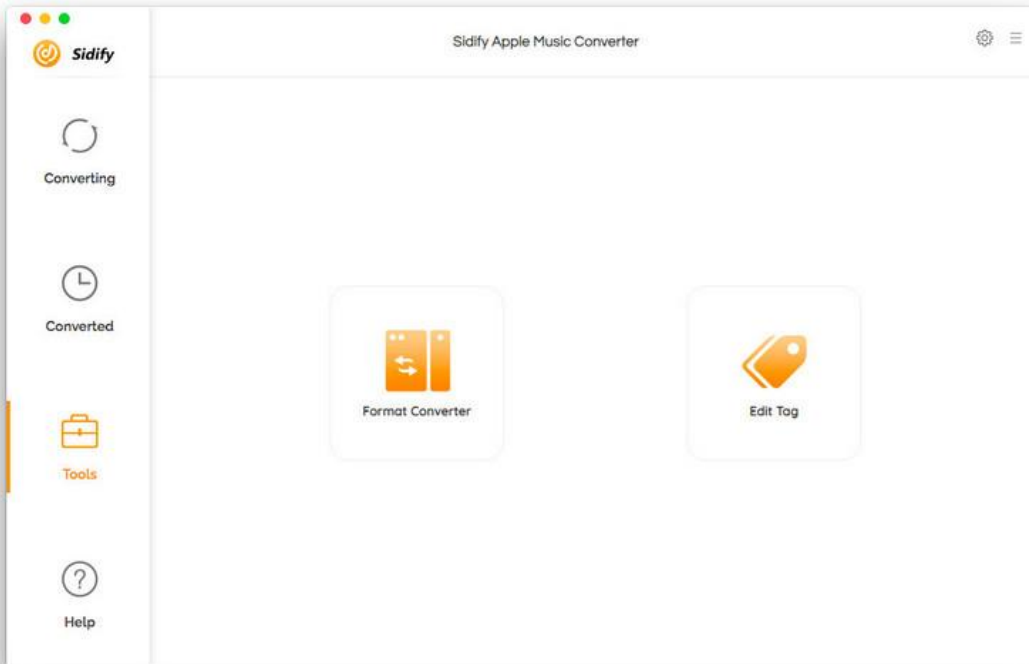 Sidify
Sidify Apple Music Converter
Converting
Converted
Tools
Help
Format Converter
Edit Tag